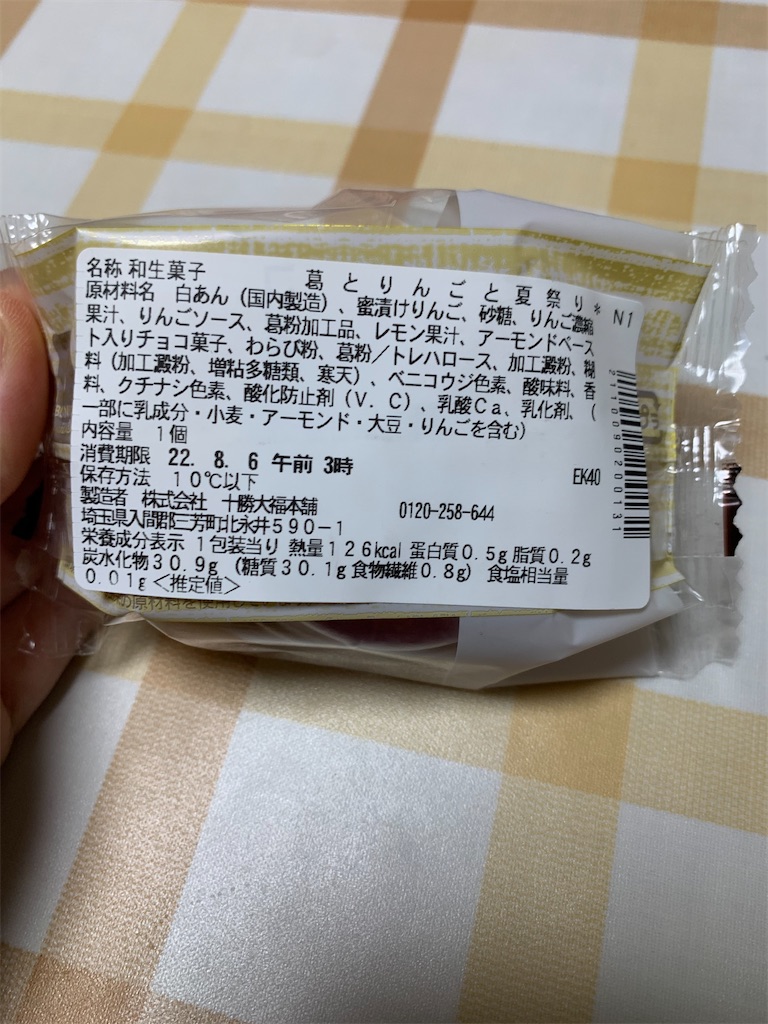 葛とりんごと夏祭り* N1
名称 和生菓子
原材料名 白あん（国内製造）、蜜漬けりんご、砂糖、りんご濃縮
果汁、りんごソース、葛粉加工品、レモン果汁、アーモンドペース
ト入りチョコ菓子、わらび粉、葛粉／トレハロース、加工澱粉、糊
料（加工澱粉、増粘多糖類、寒天）、ベニコウジ色素、酸味料、香
料、クチナシ色素、酸化防止剤（V．C）、乳酸Ca、乳化剤、（
一部に乳成分・小麦・アーモンド・大豆・りんごを含む）
内容量 1個
消費期限 22. 8. 6 午前 3時
EK40
保存方法 10℃以下
製造者 株式会社 十勝大福本舗 0120-258-644
埼玉県入間郡三芳町北永井590-1
栄養成分表示 1包装当り 熱量126kcal 蛋白質0.5g 脂質0.2g
炭水化物30.9g（糖質30.1g 食物繊維0.8g） 食塩相当量
0.01g＜推定値＞
2110090200131